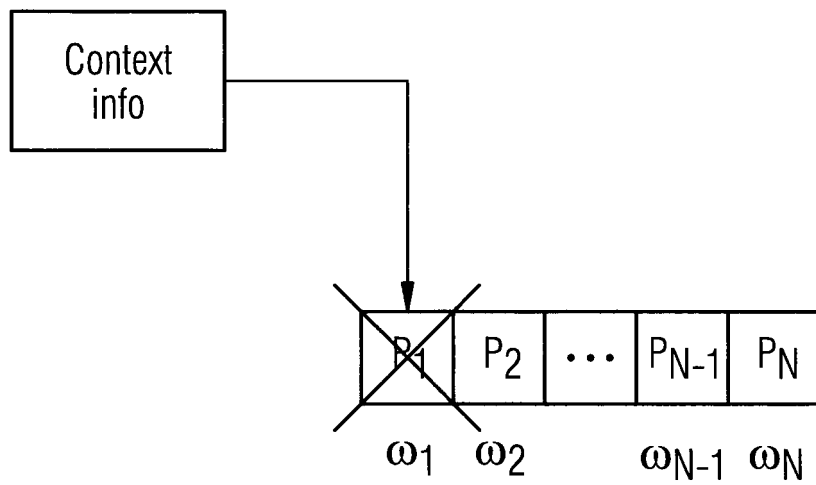 Context
info
P1 P2 ... PN-1 PN
ω1 ω2 ωN-1 ωN